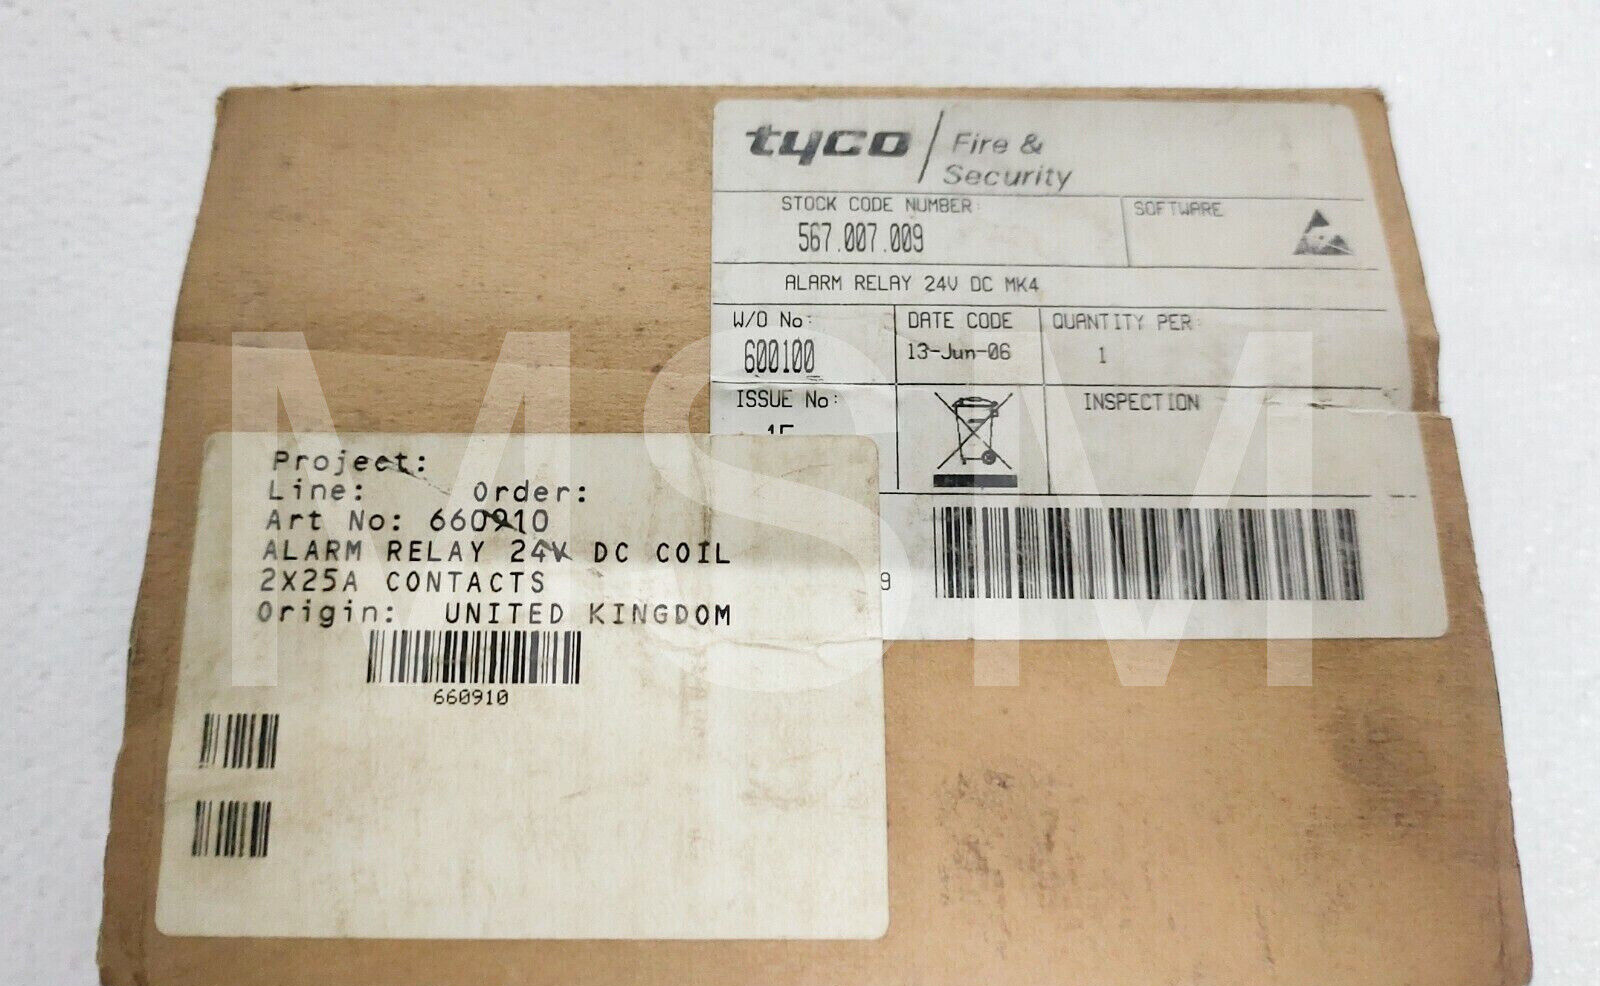 tyco / Fire &
Security
STOCK CODE NUMBER:
567.007.009
SOFTWARE
ALARM RELAY 24V DC MK4
W/O No:
600100
DATE CODE
13-Jun-06
QUANTITY PER:
1
ISSUE No:
INSPECTION
9
Project:
Line: Order:
Art No: 660910
ALARM RELAY 24V DC COIL
2X25A CONTACTS
Origin: UNITED KINGDOM
660910
MSM